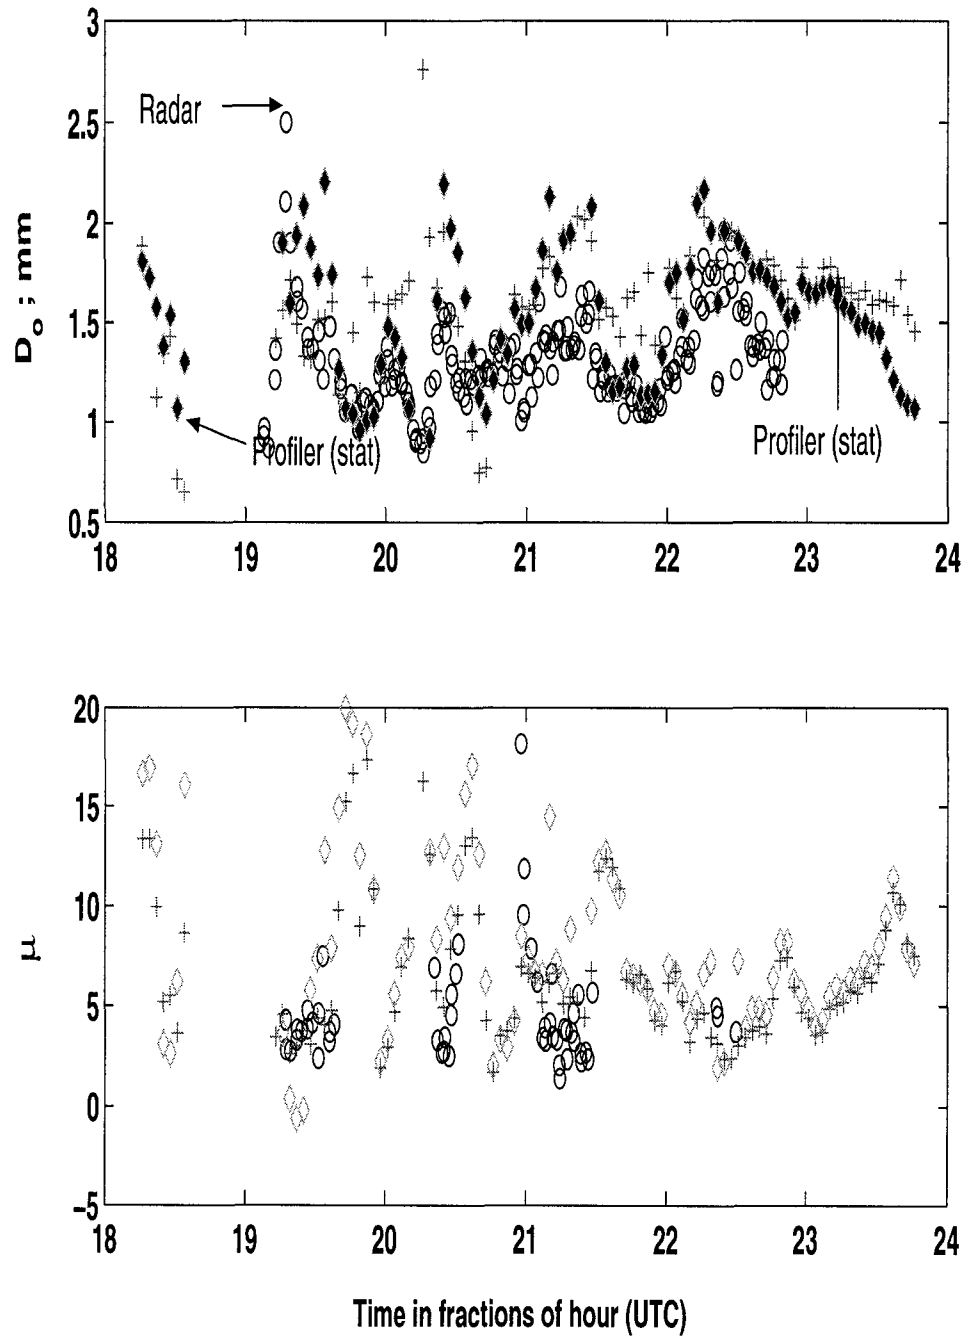 3
2.5
2
1.5
1
0.5
D o ; mm
Radar
Profiler (stat)
Profiler (stat)
18 19 20 21 22 23 24
20
15
10
5
0
−5
μ
18 19 20 21 22 23 24
Time in fractions of hour (UTC)